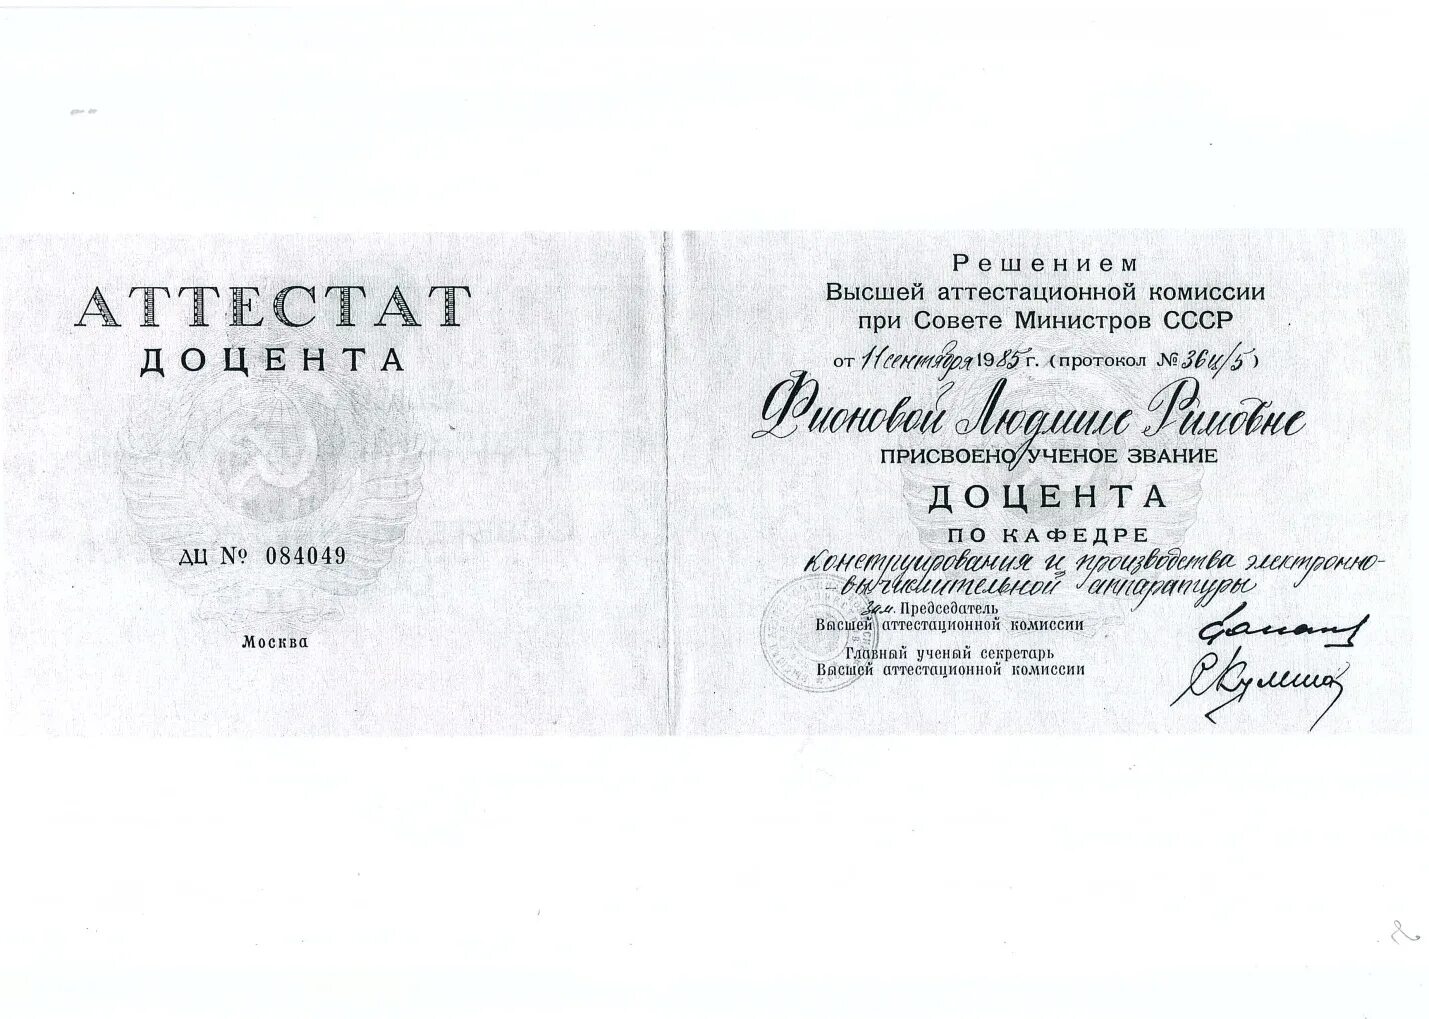 АТТЕСТАТ
ДОЦЕНТА
ДЦ № 084049
Москва
Решением
Высшей аттестационной комиссии
при Совете Министров СССР
от 11 сентября 1985 г. (протокол № 36ц/5)
Фионовой Людмиле Римовне
ПРИСВОЕНО УЧЕНОЕ ЗВАНИЕ
ДОЦЕНТА
ПО КАФЕДРЕ
конструирования и производства электронно-
-вычислительной аппаратуры
Зам. Председатель
Высшей аттестационной комиссии
Главный ученый секретарь
Высшей аттестационной комиссии